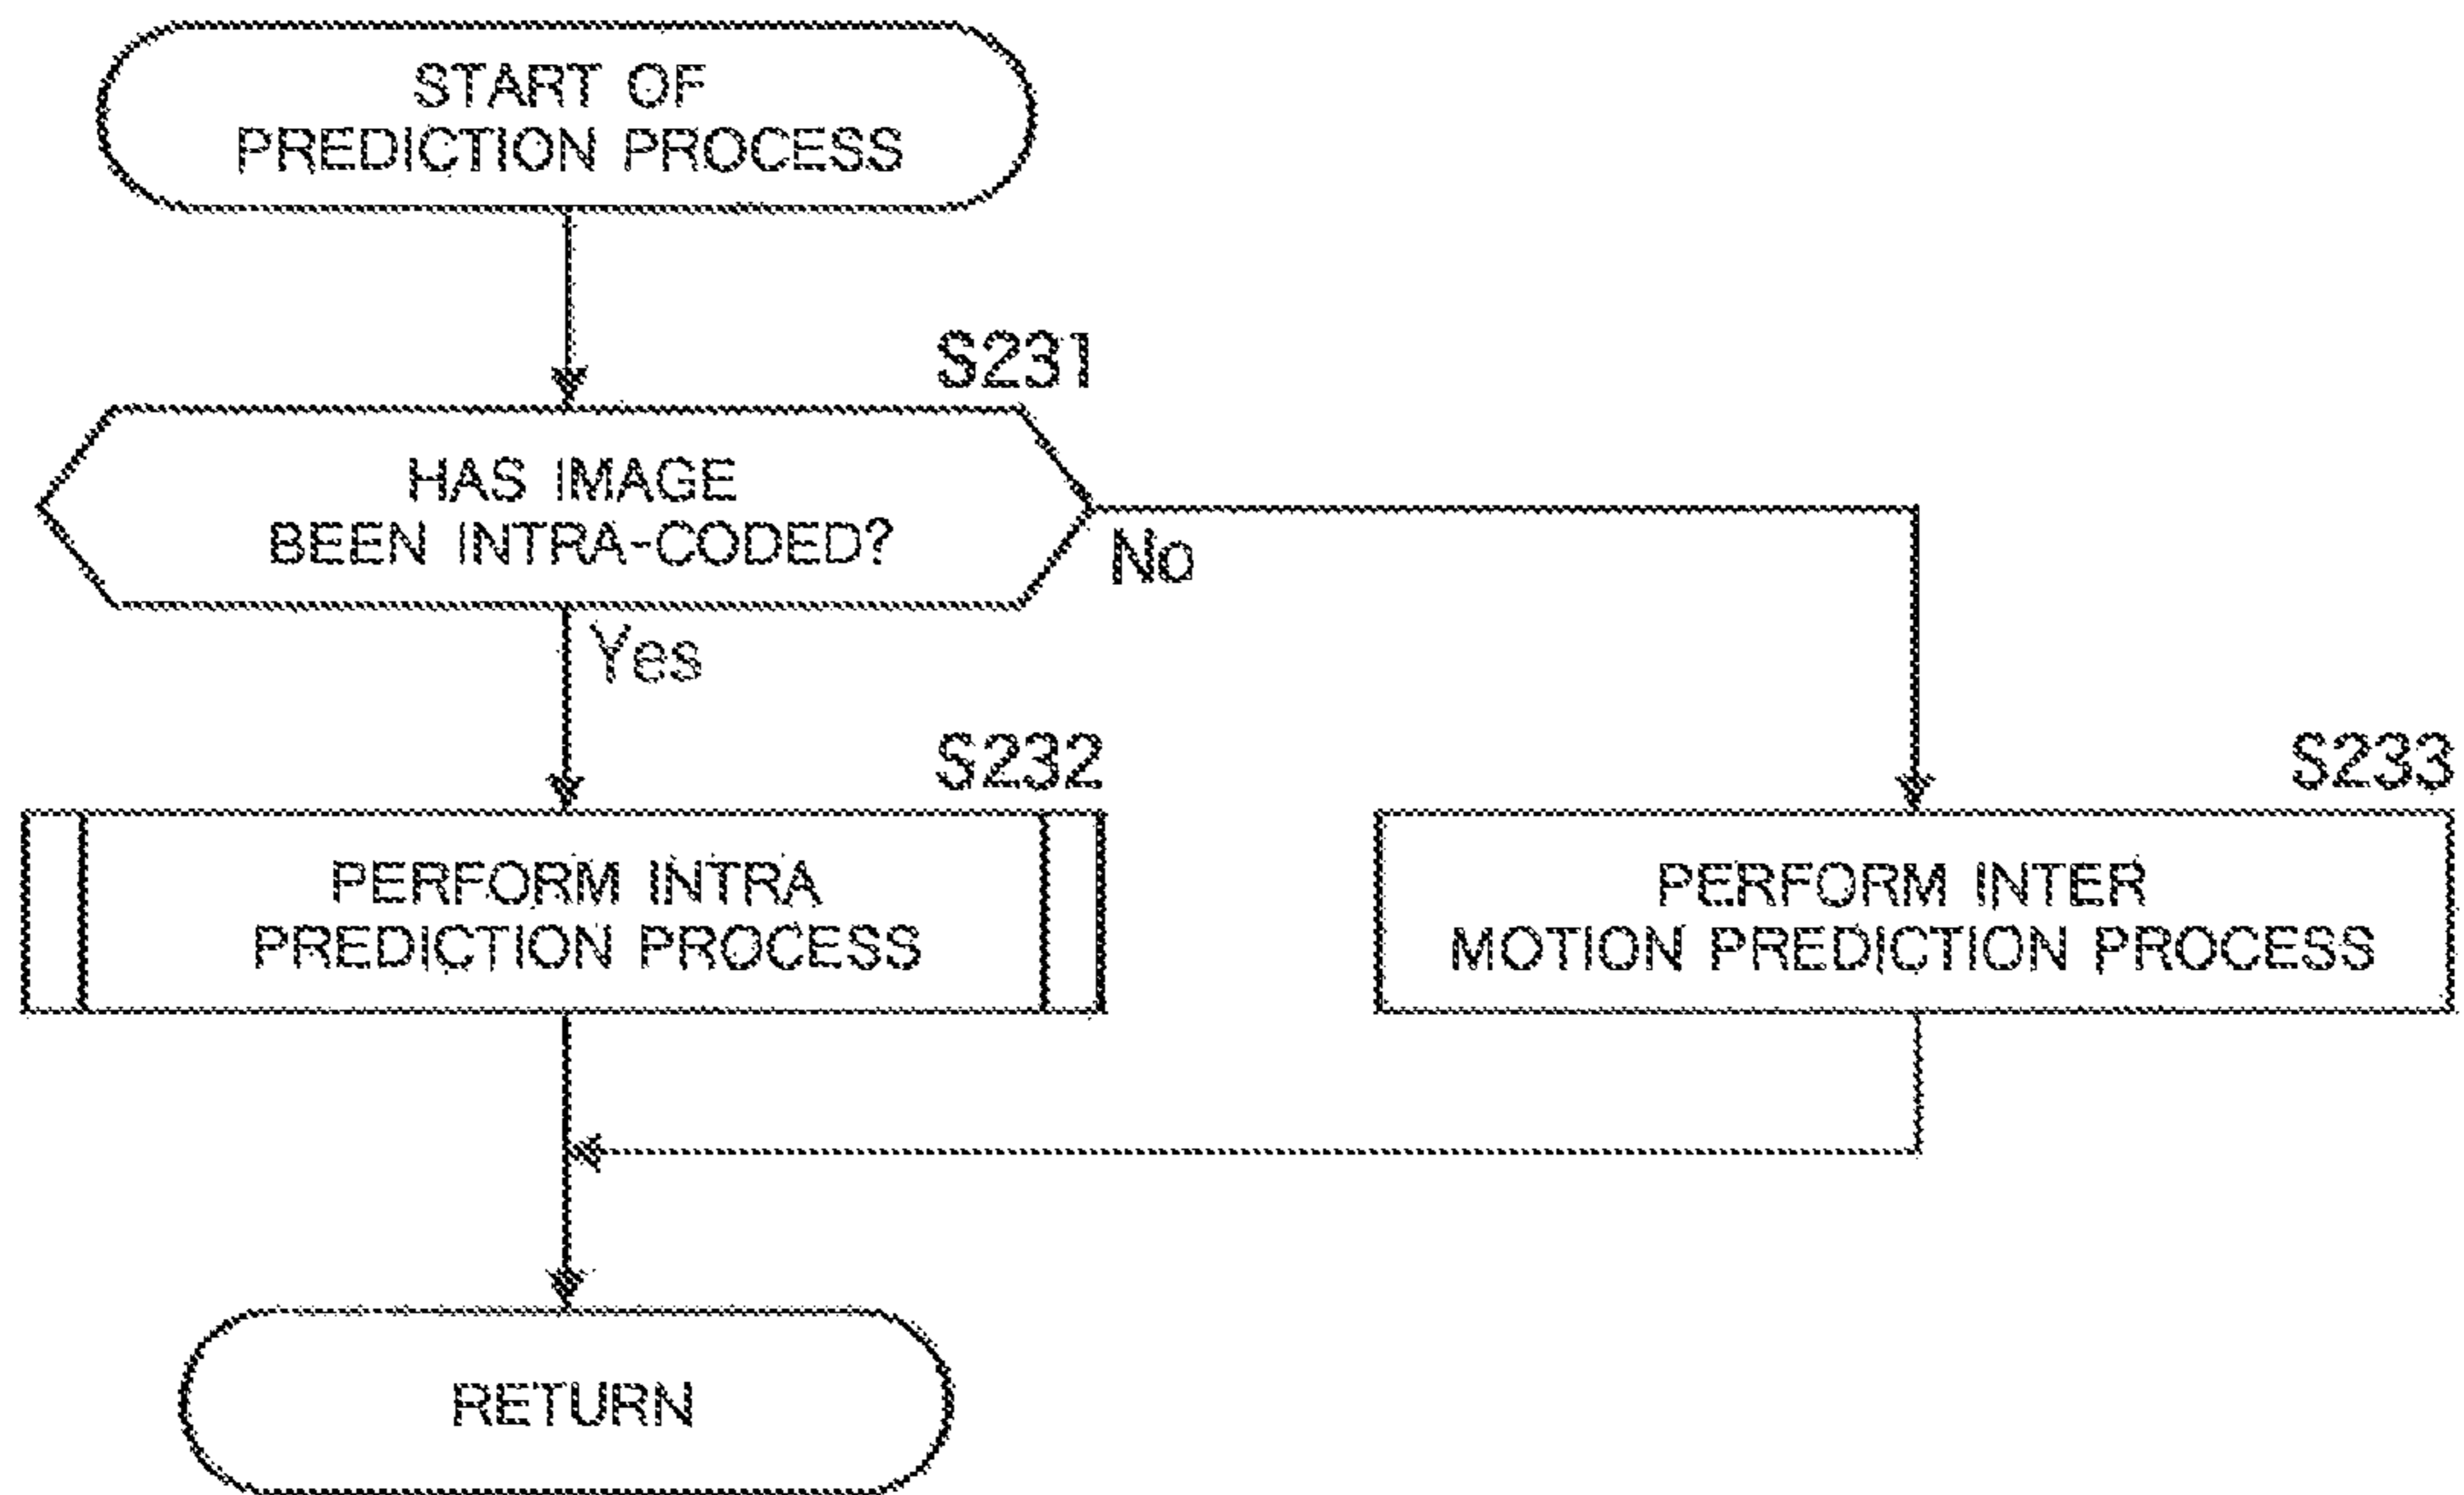 START OF
PREDICTION PROCESS
S231
HAS IMAGE
BEEN INTRA-CODED?
No
Yes
S232
PERFORM INTRA
PREDICTION PROCESS
S233
PERFORM INTER
MOTION PREDICTION PROCESS
RETURN